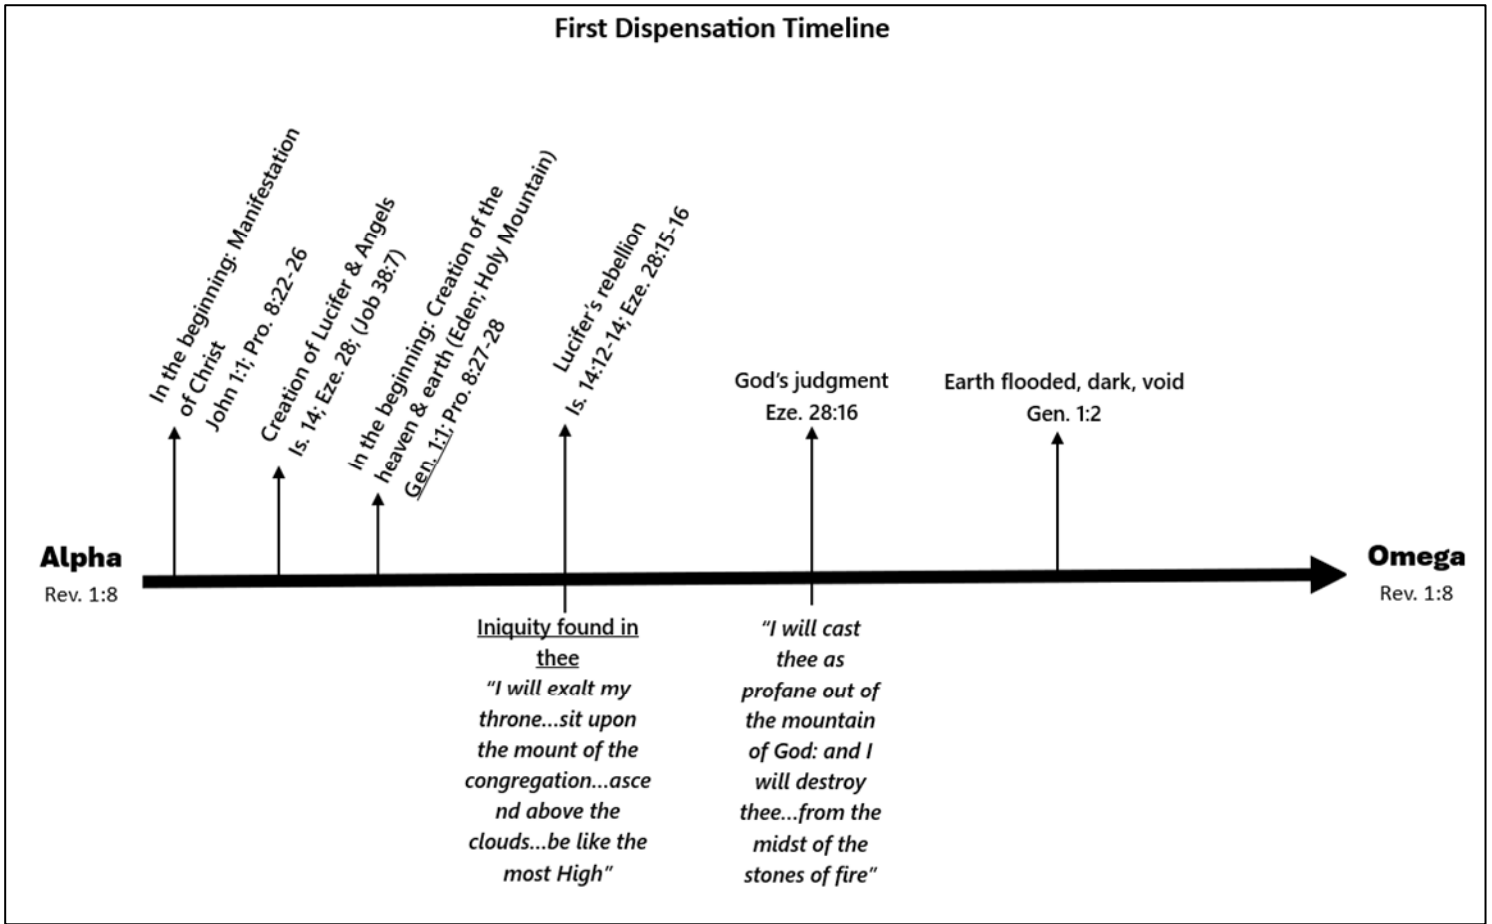 First Dispensation Timeline
In the beginning: Manifestation
of Christ
John 1:1; Pro. 8:22-26
Creation of Lucifer & Angels
Is. 14; Eze. 28; (Job 38:7)
In the beginning: Creation of the
heaven & earth (Eden; Holy Mountain)
Gen. 1:1; Pro. 8:27-28
Lucifer's rebellion
Is. 14:12-14; Eze. 28:15-16
God's judgment
Eze. 28:16
Earth flooded, dark, void
Gen. 1:2
Alpha
Rev. 1:8
Omega
Rev. 1:8
Iniquity found in
thee
“I will exalt my
throne...sit upon
the mount of the
congregation...asce
nd above the
clouds...be like the
most High”
“I will cast
thee as
profane out of
the mountain
of God: and I
will destroy
thee...from the
midst of the
stones of fire”